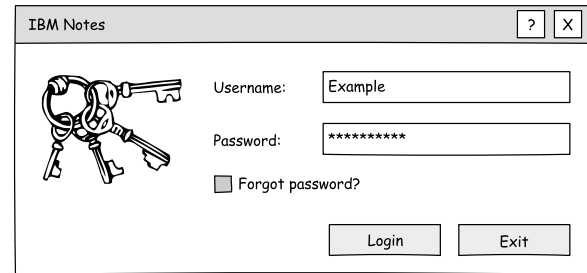 IBM Notes ? X
Username: Example
Password: **********
Forgot password?
Login Exit